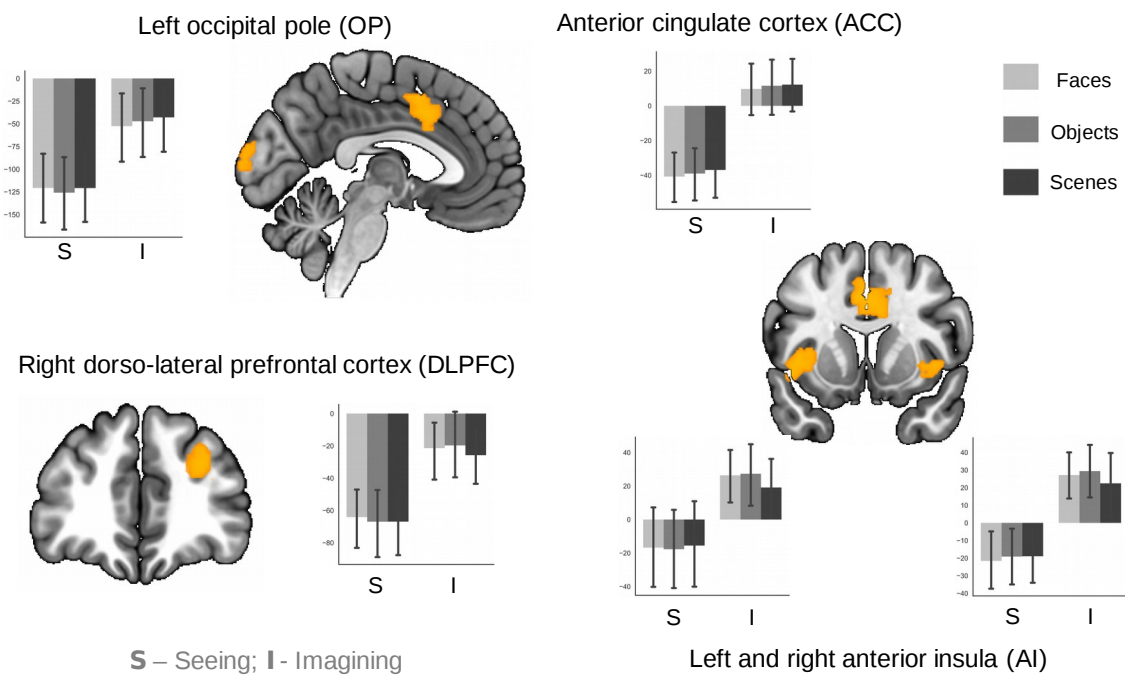 Left occipital pole (OP)
0
−25
−50
−75
−100
−125
−150
S I
Anterior cingulate cortex (ACC)
20
0
−40
S I
Faces
Objects
Scenes
Right dorso-lateral prefrontal cortex (DLPFC)
0
−20
−40
−60
−80
S I
40
20
0
−20
−40
S I
40
30
20
10
0
−10
−20
−30
−40
S I
S – Seeing; I - Imagining
Left and right anterior insula (AI)